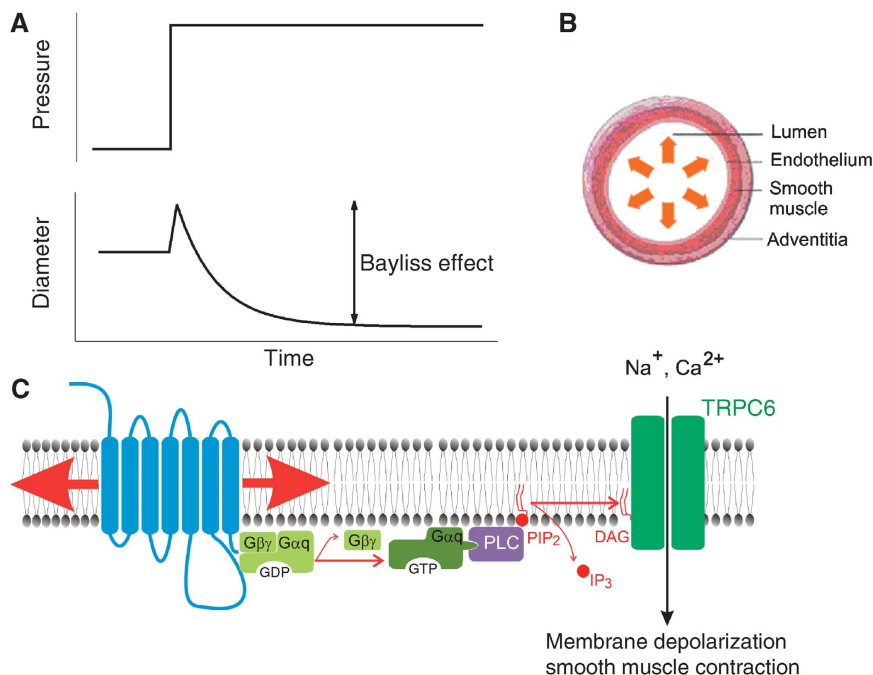 A
Pressure
Diameter
Bayliss effect
Time
B
Lumen
Endothelium
Smooth
muscle
Adventitia
C
Na⁺, Ca²⁺
TRPC6
Gβγ
Gαq
GDP
Gβγ
Gαq
GTP
PLC
PIP₂
DAG
IP₃
Membrane depolarization
smooth muscle contraction